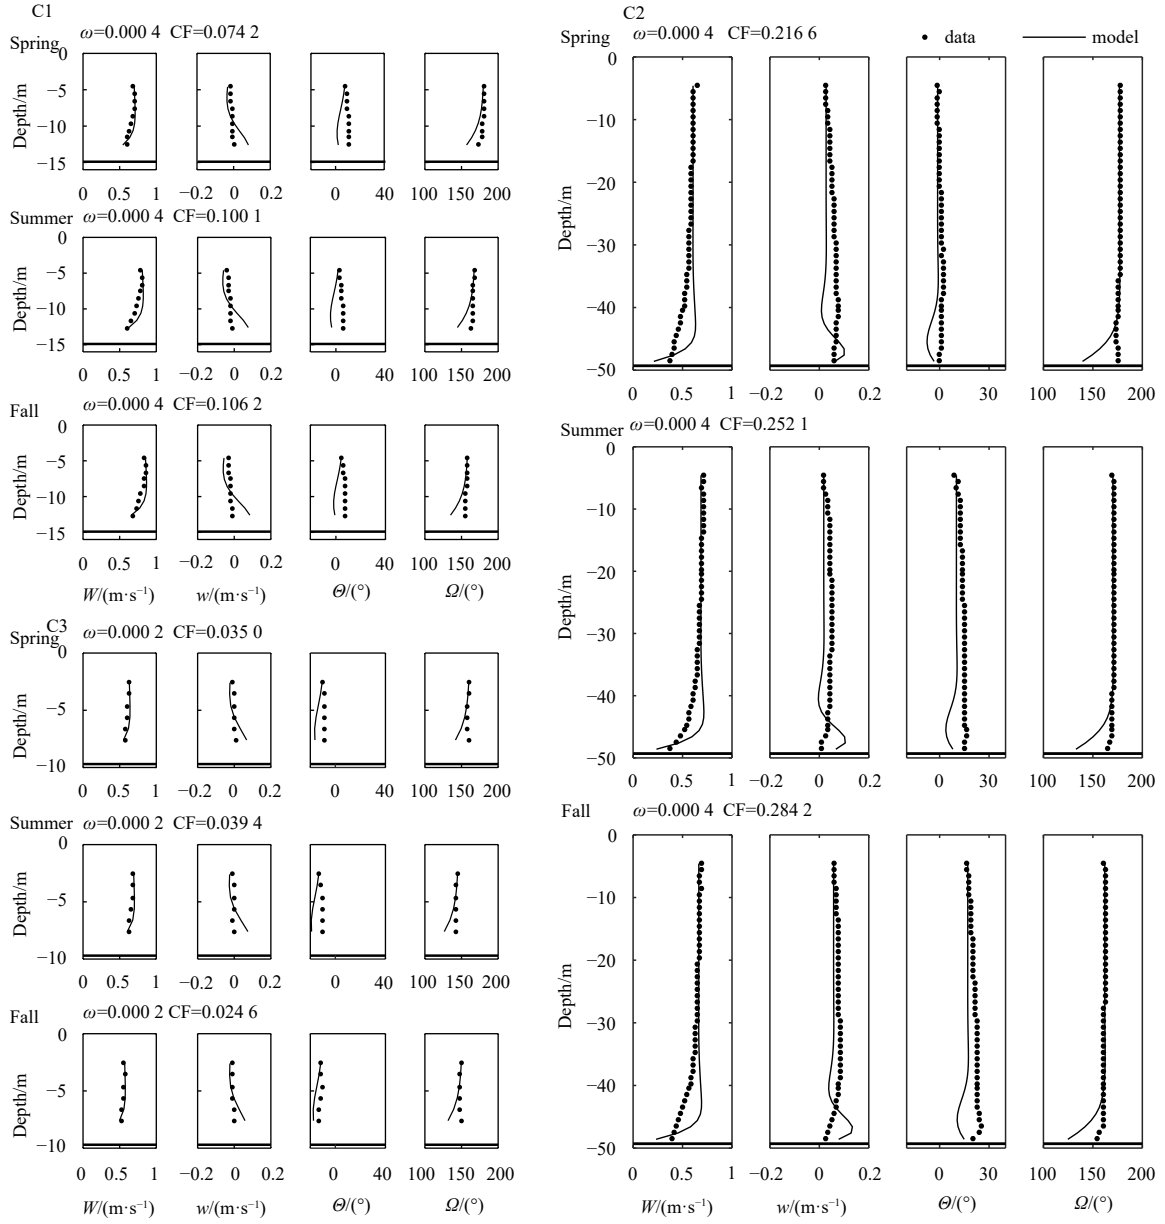 C1
Spring ω=0.000 4 CF=0.074 2
0
−5
−10
−15
Depth/m
0 0.5 1 −0.2 0 0.2 0 40 100 150 200
Summer ω=0.000 4 CF=0.100 1
0
−5
−10
−15
Depth/m
0 0.5 1 −0.2 0 0.2 0 40 100 150 200
Fall ω=0.000 4 CF=0.106 2
0
−5
−10
−15
Depth/m
0 0.5 1 −0.2 0 0.2 0 40 100 150 200
W/(m·s⁻¹) w/(m·s⁻¹) Θ/(°) Ω/(°)
C3
Spring ω=0.000 2 CF=0.035 0
0
−5
−10
Depth/m
0 0.5 1 −0.2 0 0.2 0 40 100 150 200
Summer ω=0.000 2 CF=0.039 4
0
−5
−10
Depth/m
0 0.5 1 −0.2 0 0.2 0 40 100 150 200
Fall ω=0.000 2 CF=0.024 6
0
−5
−10
Depth/m
0 0.5 1 −0.2 0 0.2 0 40 100 150 200
W/(m·s⁻¹) w/(m·s⁻¹) Θ/(°) Ω/(°)
C2
Spring ω=0.000 4 CF=0.216 6 data model
0
−10
−20
−30
−40
−50
Depth/m
0 0.5 1 −0.2 0 0.2 0 30 100 150 200
Summer ω=0.000 4 CF=0.252 1
0
−10
−20
−30
−40
−50
Depth/m
0 0.5 1 −0.2 0 0.2 0 30 100 150 200
Fall ω=0.000 4 CF=0.284 2
0
−10
−20
−30
−40
−50
Depth/m
0 0.5 1 −0.2 0 0.2 0 30 100 150 200
W/(m·s⁻¹) w/(m·s⁻¹) Θ/(°) Ω/(°)